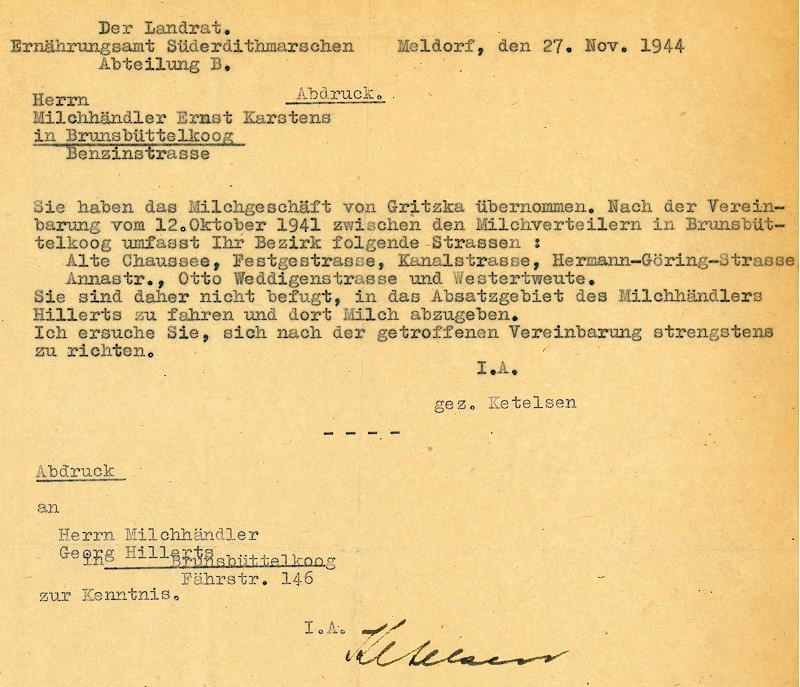 Der Landrat.
Ernährungsamt Süderdithmarschen Meldorf, den 27. Nov. 1944
Abteilung B.
Abdruck.
Herrn
Milchhändler Ernst Karstens
in Brunsbüttelkoog
Benzinstrasse
Sie haben das Milchgeschäft von Gritzka übernommen. Nach der Verein-
barung vom 12.Oktober 1941 zwischen den Milchverteilern in Brunsbüt-
telkoog umfasst Ihr Bezirk folgende Strassen :
Alte Chaussee, Festgestrasse, Kanalstrasse, Hermann-Göring-Strasse
Annastr., Otto Weddigenstrasse und Westertweute.
Sie sind daher nicht befugt, in das Absatzgebiet des Milchhändlers
Hillerts zu fahren und dort Milch abzugeben.
Ich ersuche Sie, sich nach der getroffenen Vereinbarung strengstens
zu richten.
I.A.
gez. Ketelsen
- - - -
Abdruck
an
Herrn Milchhändler
Georg Hillerts
in Brunsbüttelkoog
Fährstr. 146
zur Kenntnis.
I.A. Ketelsen